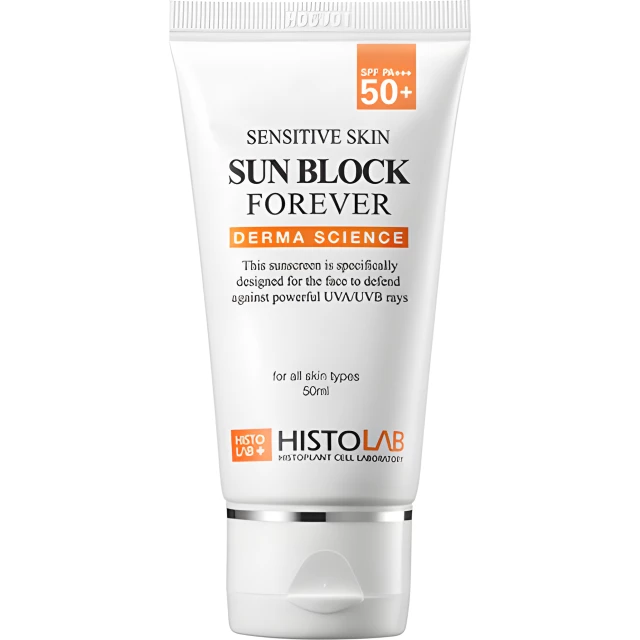 SPF PA+++
50+
SENSITIVE SKIN
SUN BLOCK
FOREVER
DERMA SCIENCE
This sunscreen is specifically
designed for the face to defend
against powerful UVA/UVB rays
for all skin types
50ml
HISTO
LAB +
HISTOLAB
HISTOPLANT CELL LABORATORY